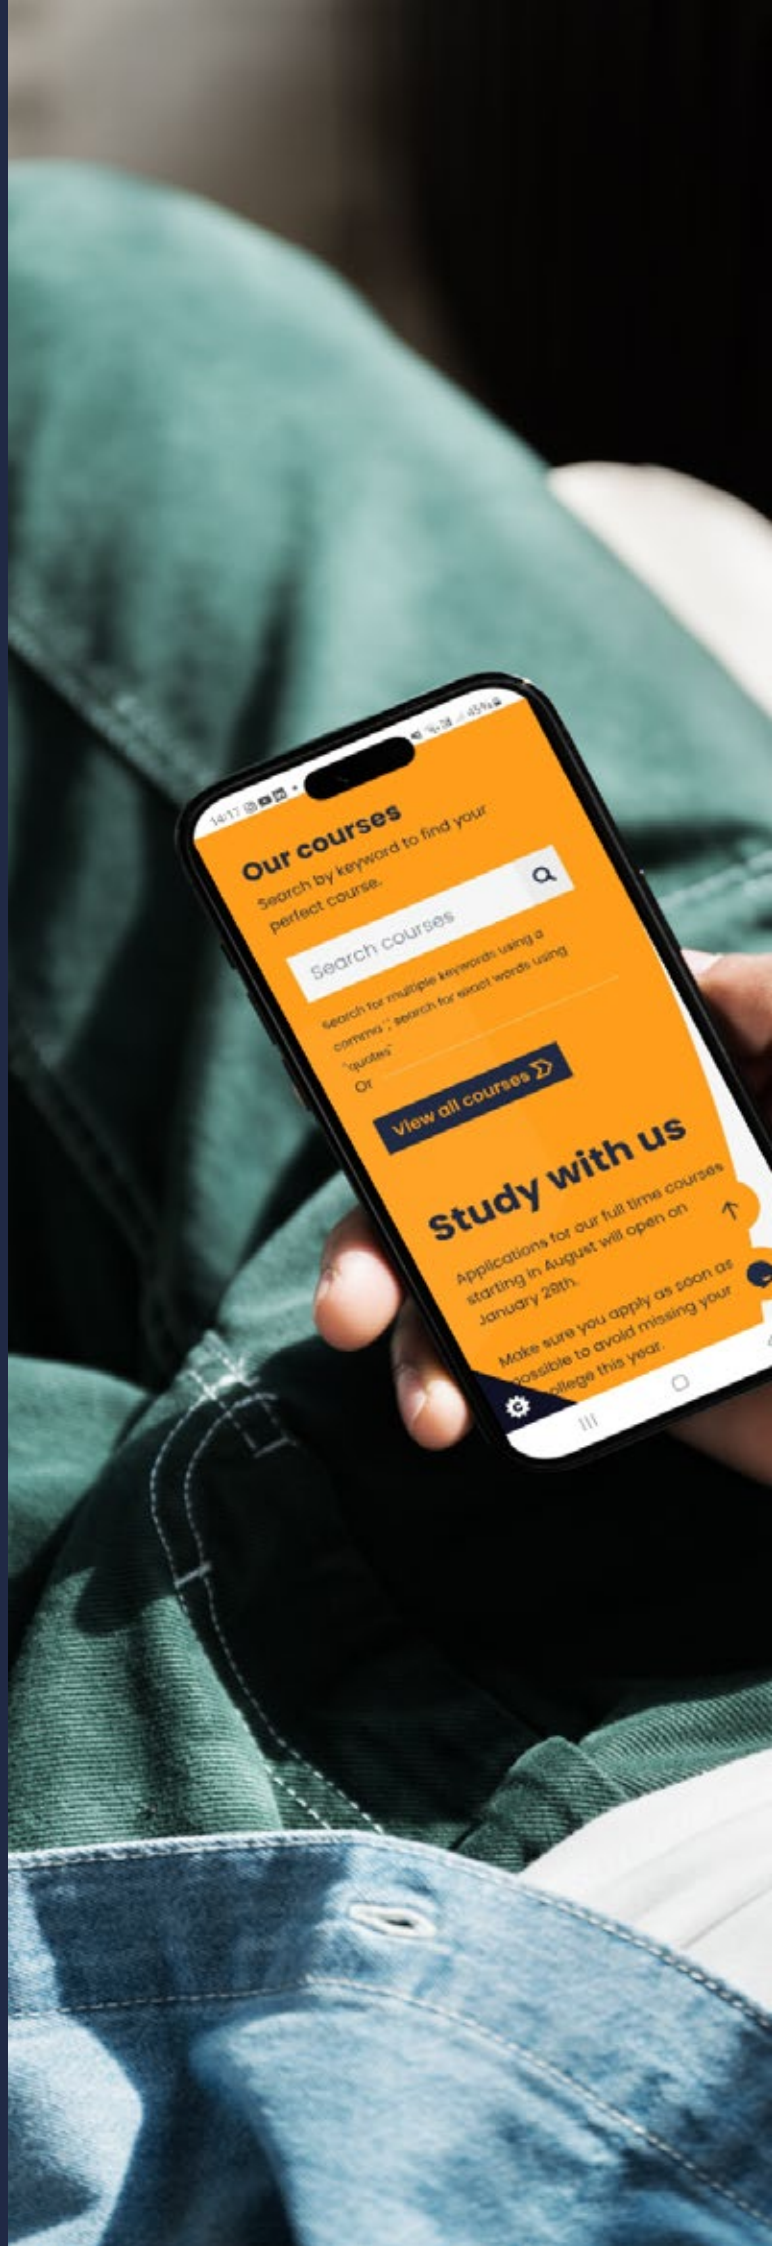 14:17
45%
Our courses
Search by keyword to find your
perfect course.
Search courses
Search for multiple keywords using a
comma ','; search for exact words using
"quotes"
Or
View all courses
Study with us
Applications for our full time courses
starting in August will open on
January 29th.
Make sure you apply as soon as
possible to avoid missing your
college this year.